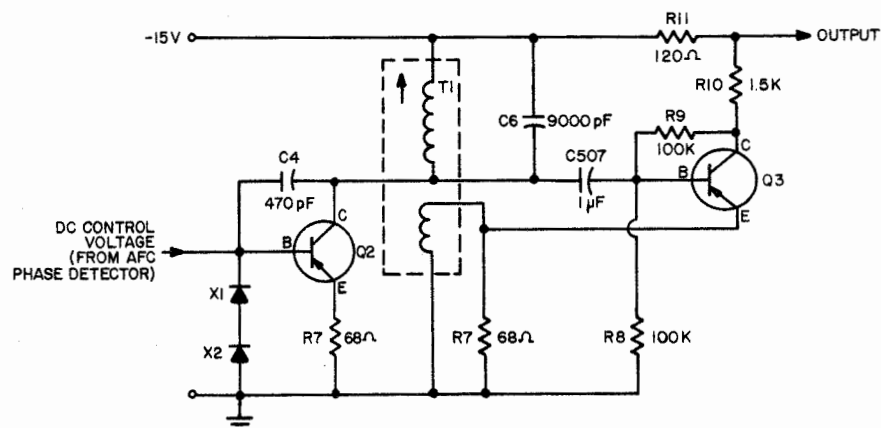 R11
-15V
OUTPUT
120Ω
T1
R10
1.5K
C6
9000pF
R9
100K
C4
C507
C
B
Q3
470pF
1μF
E
DC CONTROL
VOLTAGE
(FROM AFC
PHASE DETECTOR)
C
B
Q2
E
X1
R7
68Ω
R7
68Ω
R8
100K
X2